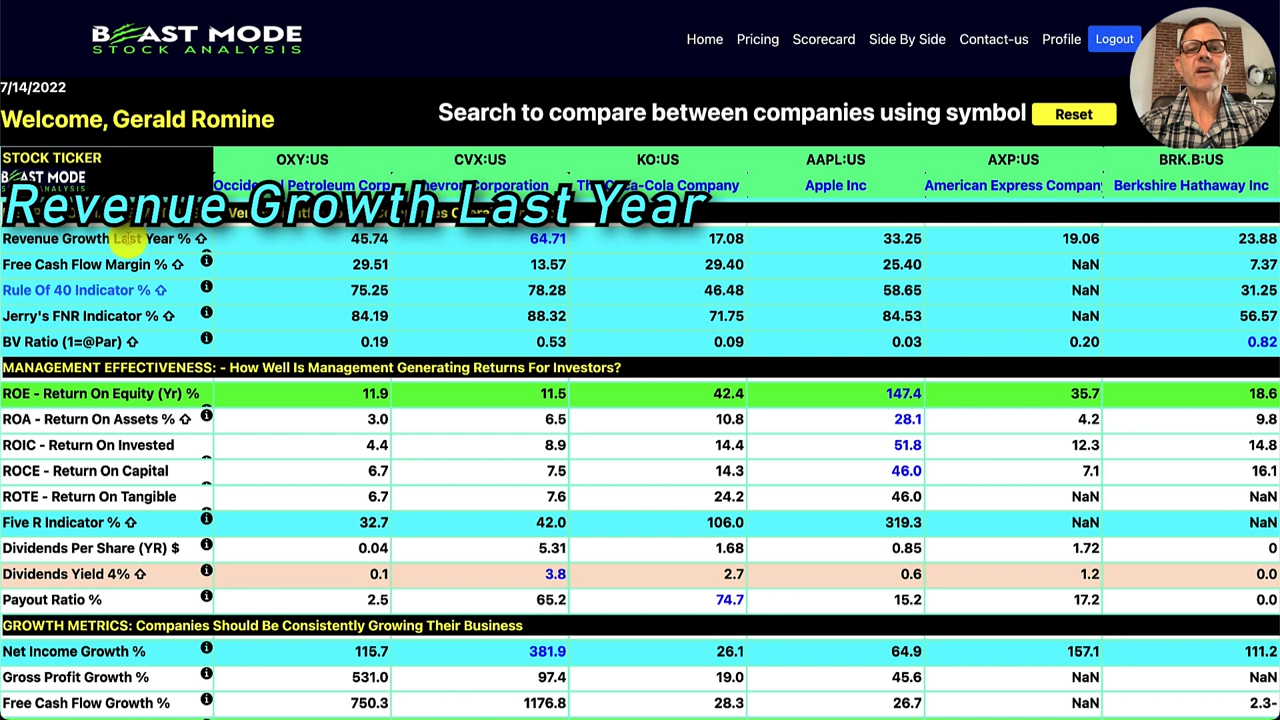 BEAST MODE
STOCK ANALYSIS
Home Pricing Scorecard Side By Side Contact-us Profile Logout
7/14/2022
Welcome, Gerald Romine
Search to compare between companies using symbol Reset
STOCK TICKER OXY:US CVX:US KO:US AAPL:US AXP:US BRK.B:US
BEAST MODE
Occidental Petroleum Corp Chevron Corporation The Coca-Cola Company Apple Inc American Express Company Berkshire Hathaway Inc
Revenue Growth Last Year
Revenue Growth Last Year % ⇧ 45.74 64.71 17.08 33.25 19.06 23.88
Free Cash Flow Margin % ⇧ 29.51 13.57 29.40 25.40 NaN 7.37
Rule Of 40 Indicator % ⇧ 75.25 78.28 46.48 58.65 NaN 31.25
Jerry's FNR Indicator % ⇧ 84.19 88.32 71.75 84.53 NaN 56.57
BV Ratio (1=@Par) ⇧ 0.19 0.53 0.09 0.03 0.20 0.82
MANAGEMENT EFFECTIVENESS: - How Well Is Management Generating Returns For Investors?
ROE - Return On Equity (Yr) % 11.9 11.5 42.4 147.4 35.7 18.6
ROA - Return On Assets % ⇧ 3.0 6.5 10.8 28.1 4.2 9.8
ROIC - Return On Invested 4.4 8.9 14.4 51.8 12.3 14.8
ROCE - Return On Capital 6.7 7.5 14.3 46.0 7.1 16.1
ROTE - Return On Tangible 6.7 7.6 24.2 46.0 NaN NaN
Five R Indicator % ⇧ 32.7 42.0 106.0 319.3 NaN NaN
Dividends Per Share (YR) $ 0.04 5.31 1.68 0.85 1.72 0
Dividends Yield 4% ⇧ 0.1 3.8 2.7 0.6 1.2 0.0
Payout Ratio % 2.5 65.2 74.7 15.2 17.2 0.0
GROWTH METRICS: Companies Should Be Consistently Growing Their Business
Net Income Growth % 115.7 381.9 26.1 64.9 157.1 111.2
Gross Profit Growth % 531.0 97.4 19.0 45.6 NaN NaN
Free Cash Flow Growth % 750.3 1176.8 28.3 26.7 NaN 2.3-